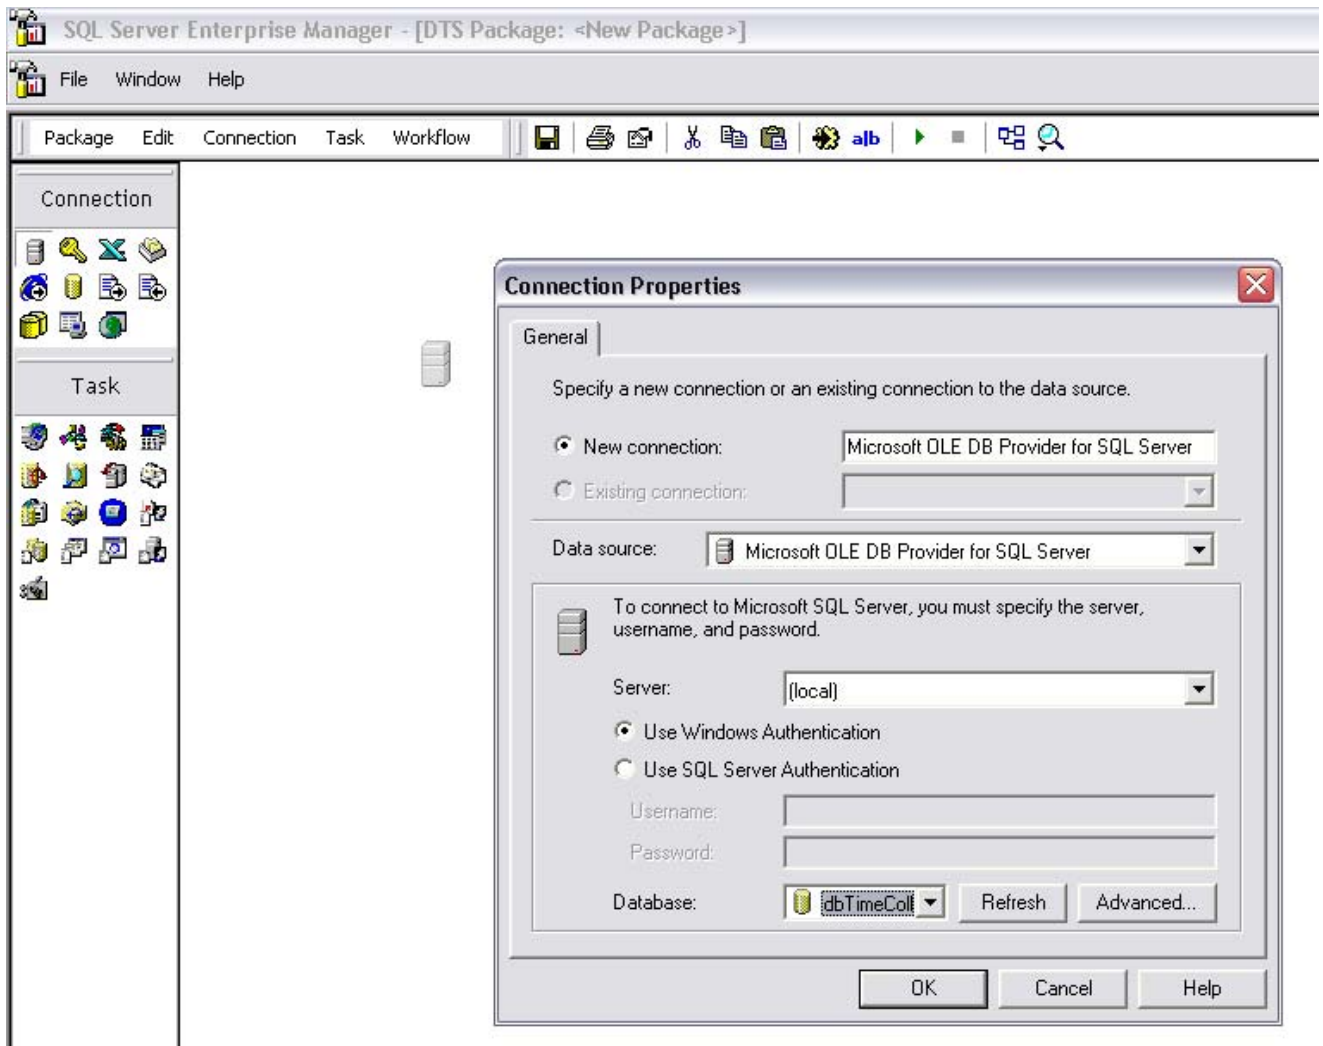 SQL Server Enterprise Manager - [DTS Package: <New Package>]
File Window Help
Package Edit Connection Task Workflow a|b
Connection
Task
Connection Properties
General
Specify a new connection or an existing connection to the data source.
New connection: Microsoft OLE DB Provider for SQL Server
Existing connection:
Data source: Microsoft OLE DB Provider for SQL Server
To connect to Microsoft SQL Server, you must specify the server,
username, and password.
Server: (local)
Use Windows Authentication
Use SQL Server Authentication
Username:
Password:
Database: dbTimeColl Refresh Advanced...
OK Cancel Help